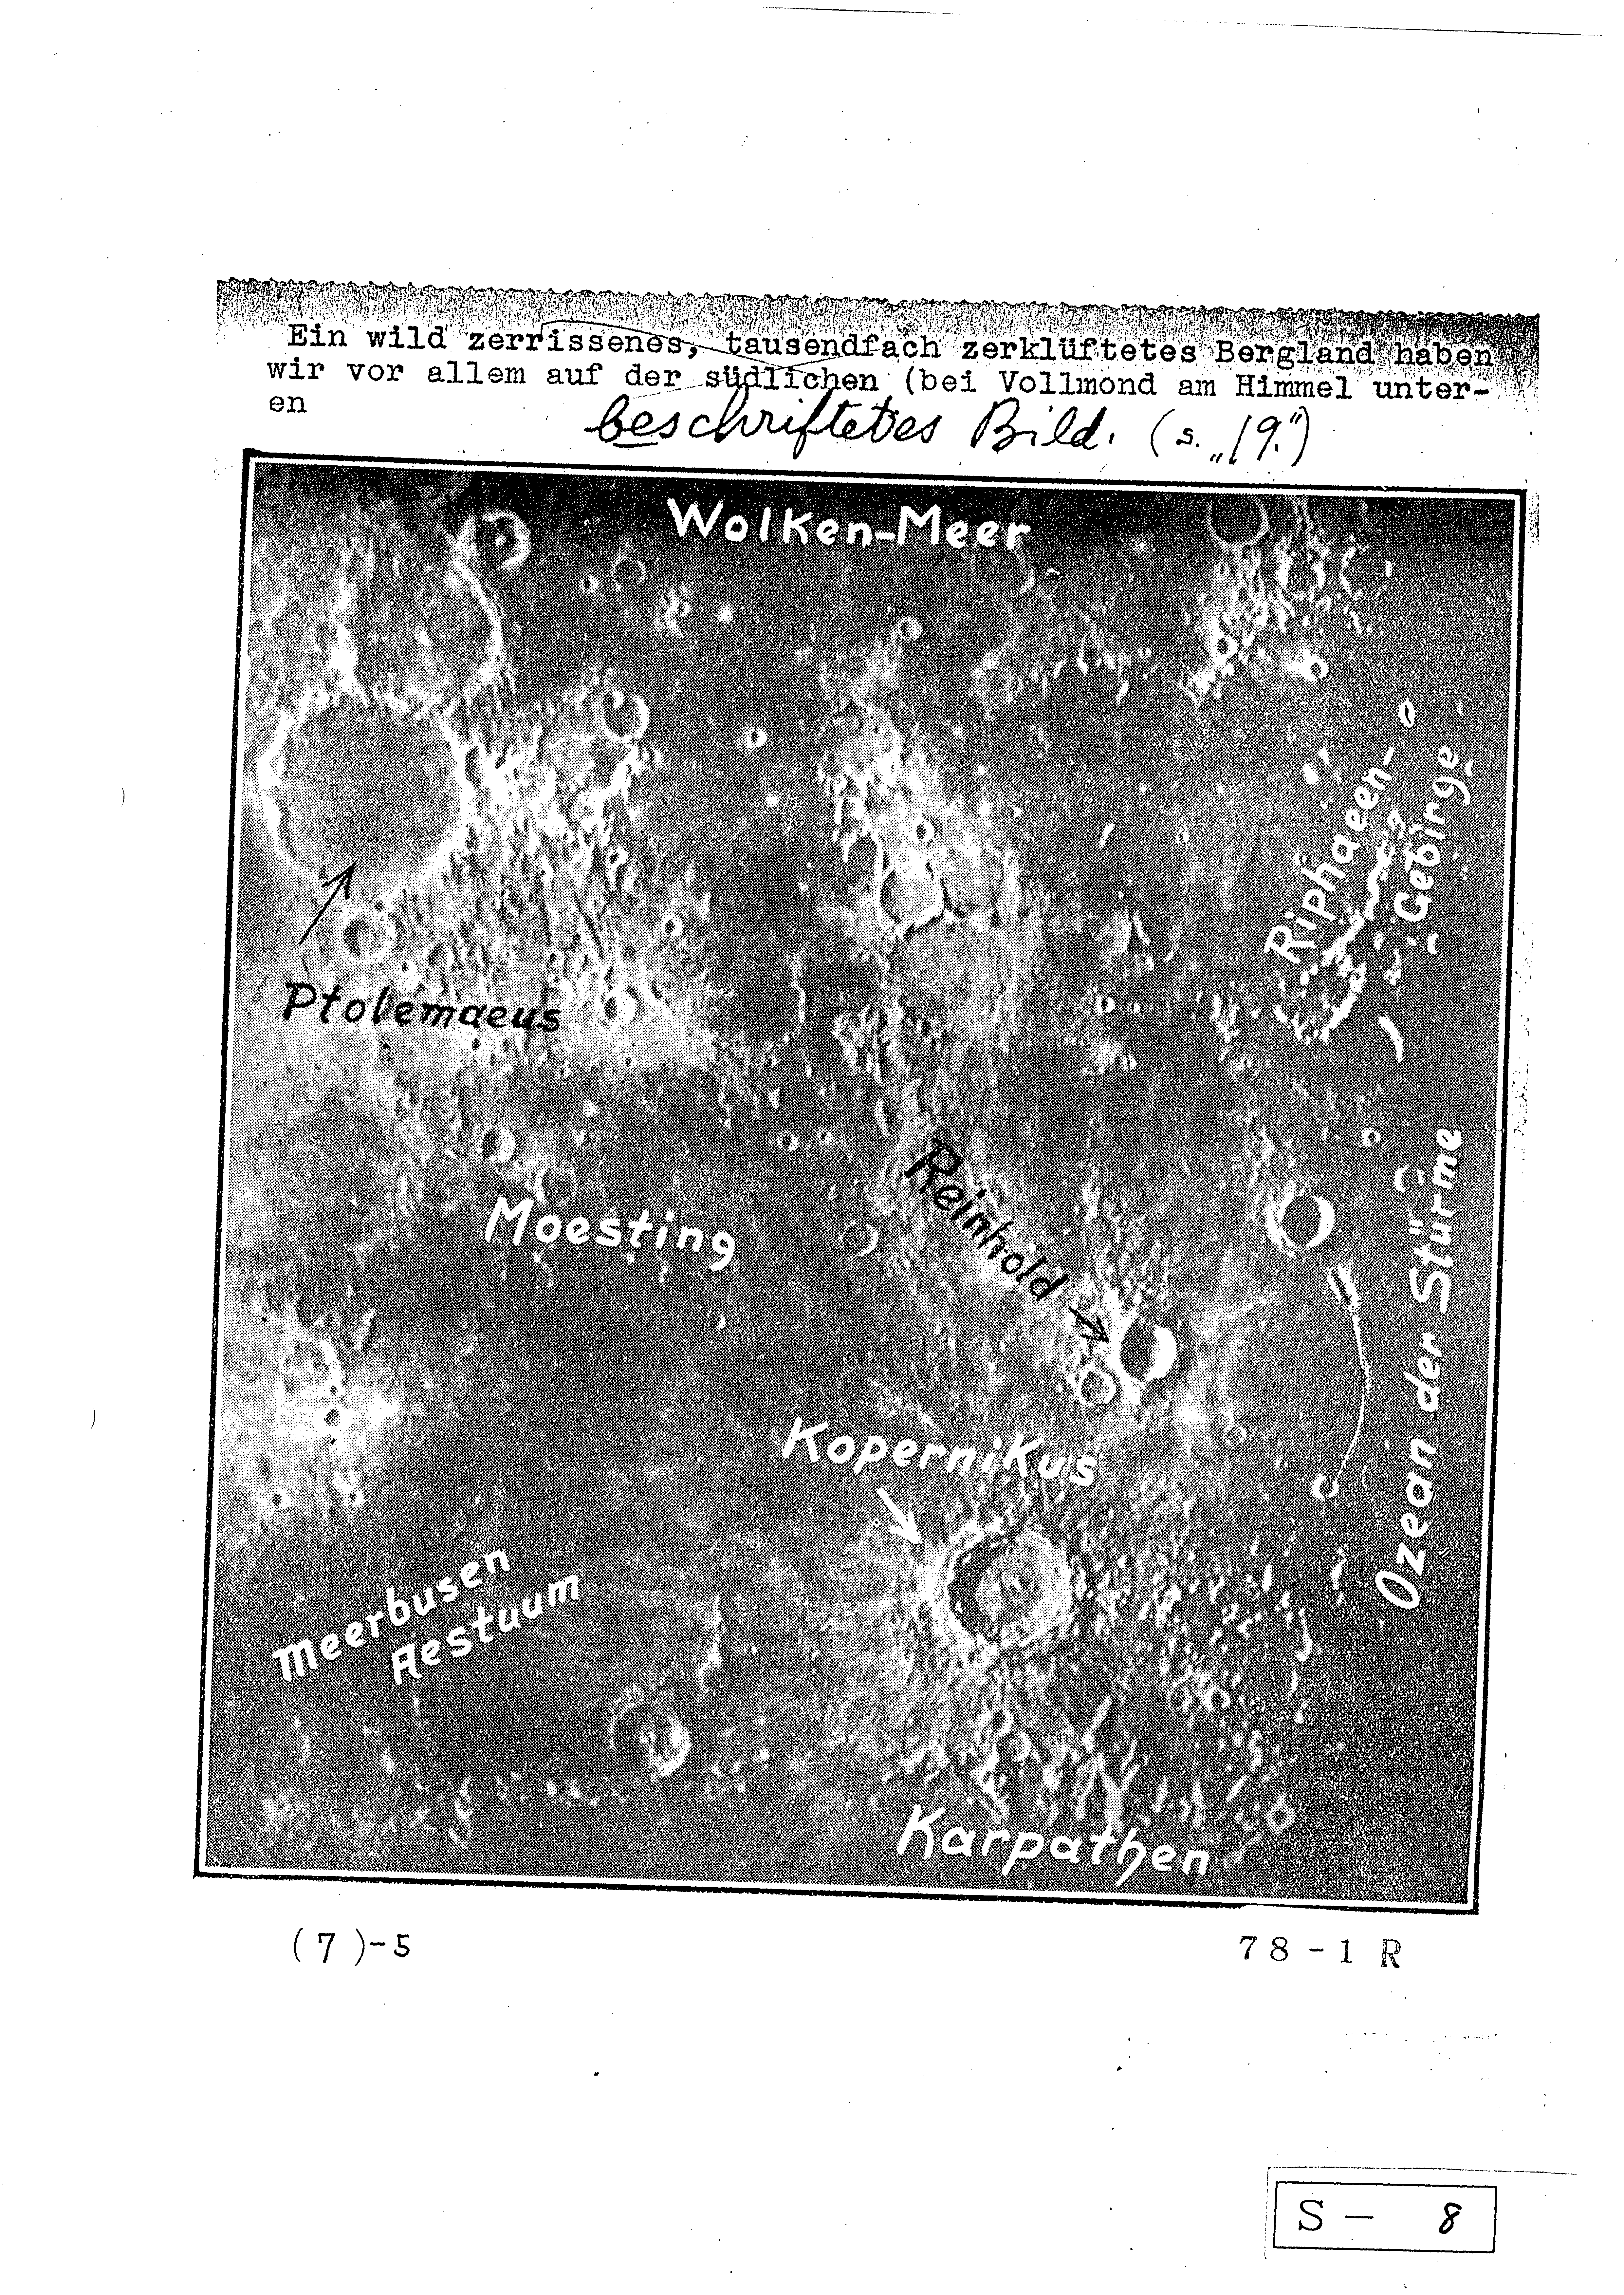 Ein wild zerrissenes, tausendfach zerklüftetes Bergland haben
wir vor allem auf der südlichen (bei Vollmond am Himmel unter-
en
beschriftetes Bild. (s. „19.")
Wolken-Meer
Riphaeen-
Gebirge
Ptolemaeus
Moesting
Reinhold
Ozean der Stürme
Kopernikus
Meerbusen
Aestuum
Karpathen
(7)-5
78-1 R
S — 8